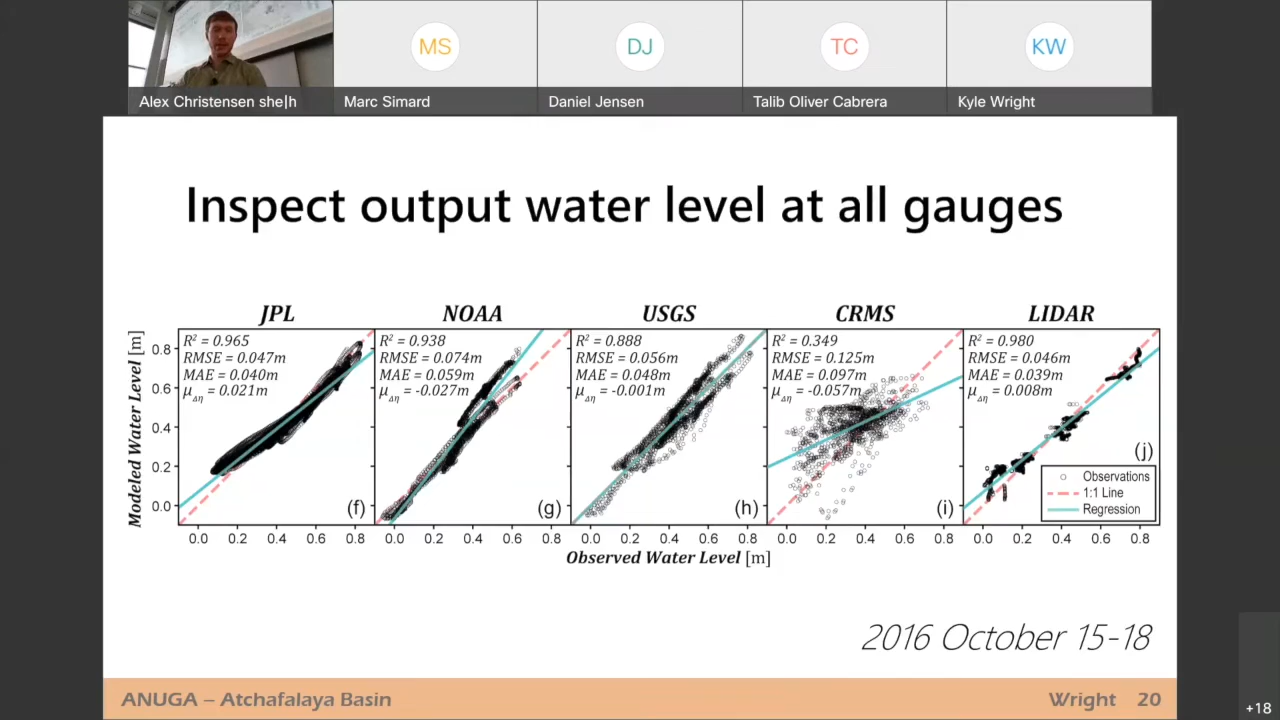 MS
DJ
TC
KW
Alex Christensen she|h
Marc Simard
Daniel Jensen
Talib Oliver Cabrera
Kyle Wright
Inspect output water level at all gauges
JPL
NOAA
USGS
CRMS
LIDAR
Modeled Water Level [m]
0.8
0.6
0.4
0.2
0.0
R² = 0.965
RMSE = 0.047m
MAE = 0.040m
μΔη = 0.021m
(f)
R² = 0.938
RMSE = 0.074m
MAE = 0.059m
μΔη = -0.027m
(g)
R² = 0.888
RMSE = 0.056m
MAE = 0.048m
μΔη = -0.001m
(h)
R² = 0.349
RMSE = 0.125m
MAE = 0.097m
μΔη = -0.057m
(i)
R² = 0.980
RMSE = 0.046m
MAE = 0.039m
μΔη = 0.008m
(j)
Observations
1:1 Line
Regression
0.0 0.2 0.4 0.6 0.8 0.0 0.2 0.4 0.6 0.8 0.0 0.2 0.4 0.6 0.8 0.0 0.2 0.4 0.6 0.8 0.0 0.2 0.4 0.6 0.8
Observed Water Level [m]
2016 October 15-18
ANUGA – Atchafalaya Basin
Wright 20
+18